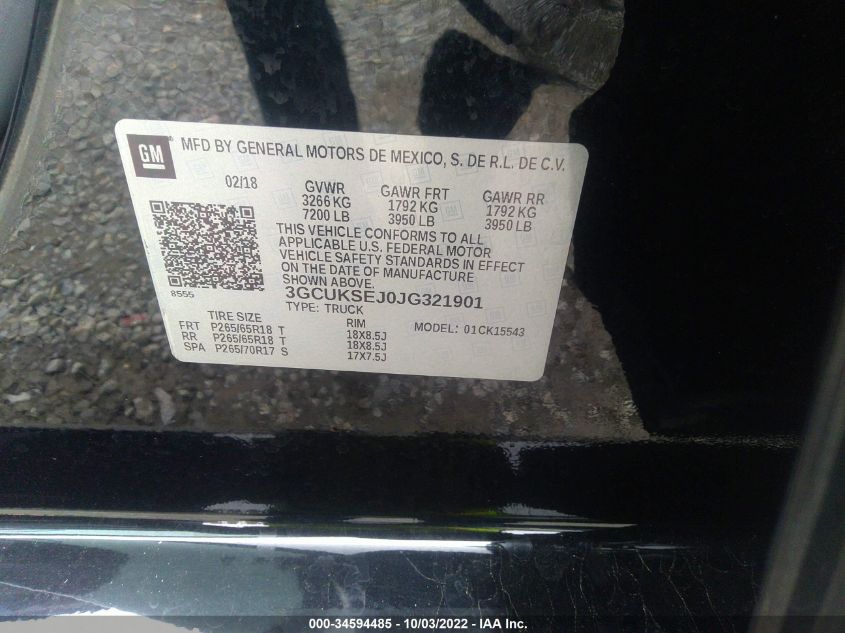 GM ® MFD BY GENERAL MOTORS DE MEXICO, S. DE R.L. DE C.V.
02/18 GVWR GAWR FRT GAWR RR
3266 KG 1792 KG 1792 KG
7200 LB 3950 LB 3950 LB
THIS VEHICLE CONFORMS TO ALL
APPLICABLE U.S. FEDERAL MOTOR
VEHICLE SAFETY STANDARDS IN EFFECT
ON THE DATE OF MANUFACTURE
SHOWN ABOVE.
8555 3GCUKSEJ0JG321901
TYPE: TRUCK
TIRE SIZE RIM MODEL: 01CK15543
FRT P265/65R18 T 18X8.5J
RR P265/65R18 T 18X8.5J
SPA P265/70R17 S 17X7.5J
000-34594485 - 10/03/2022 - IAA Inc.